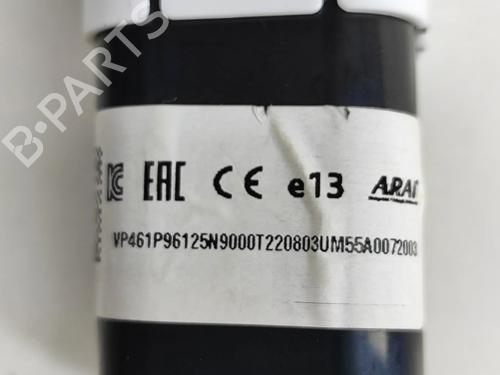 B·PARTS
EAC CE e13 ARAI
VP461P96125N9000T220803UM55A0072003